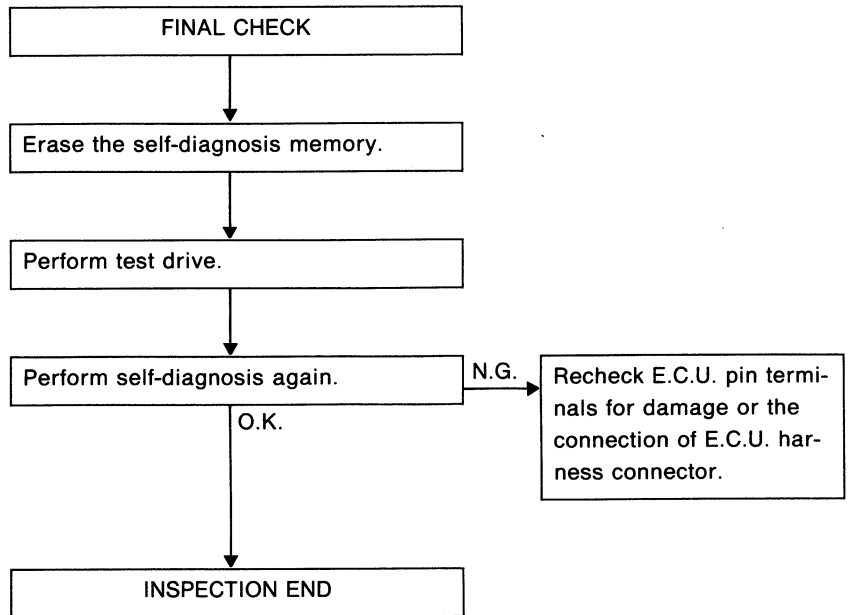 FINAL CHECK
Erase the self-diagnosis memory.
Perform test drive.
Perform self-diagnosis again.
N.G.
Recheck E.C.U. pin termi-
nals for damage or the
connection of E.C.U. har-
ness connector.
O.K.
INSPECTION END